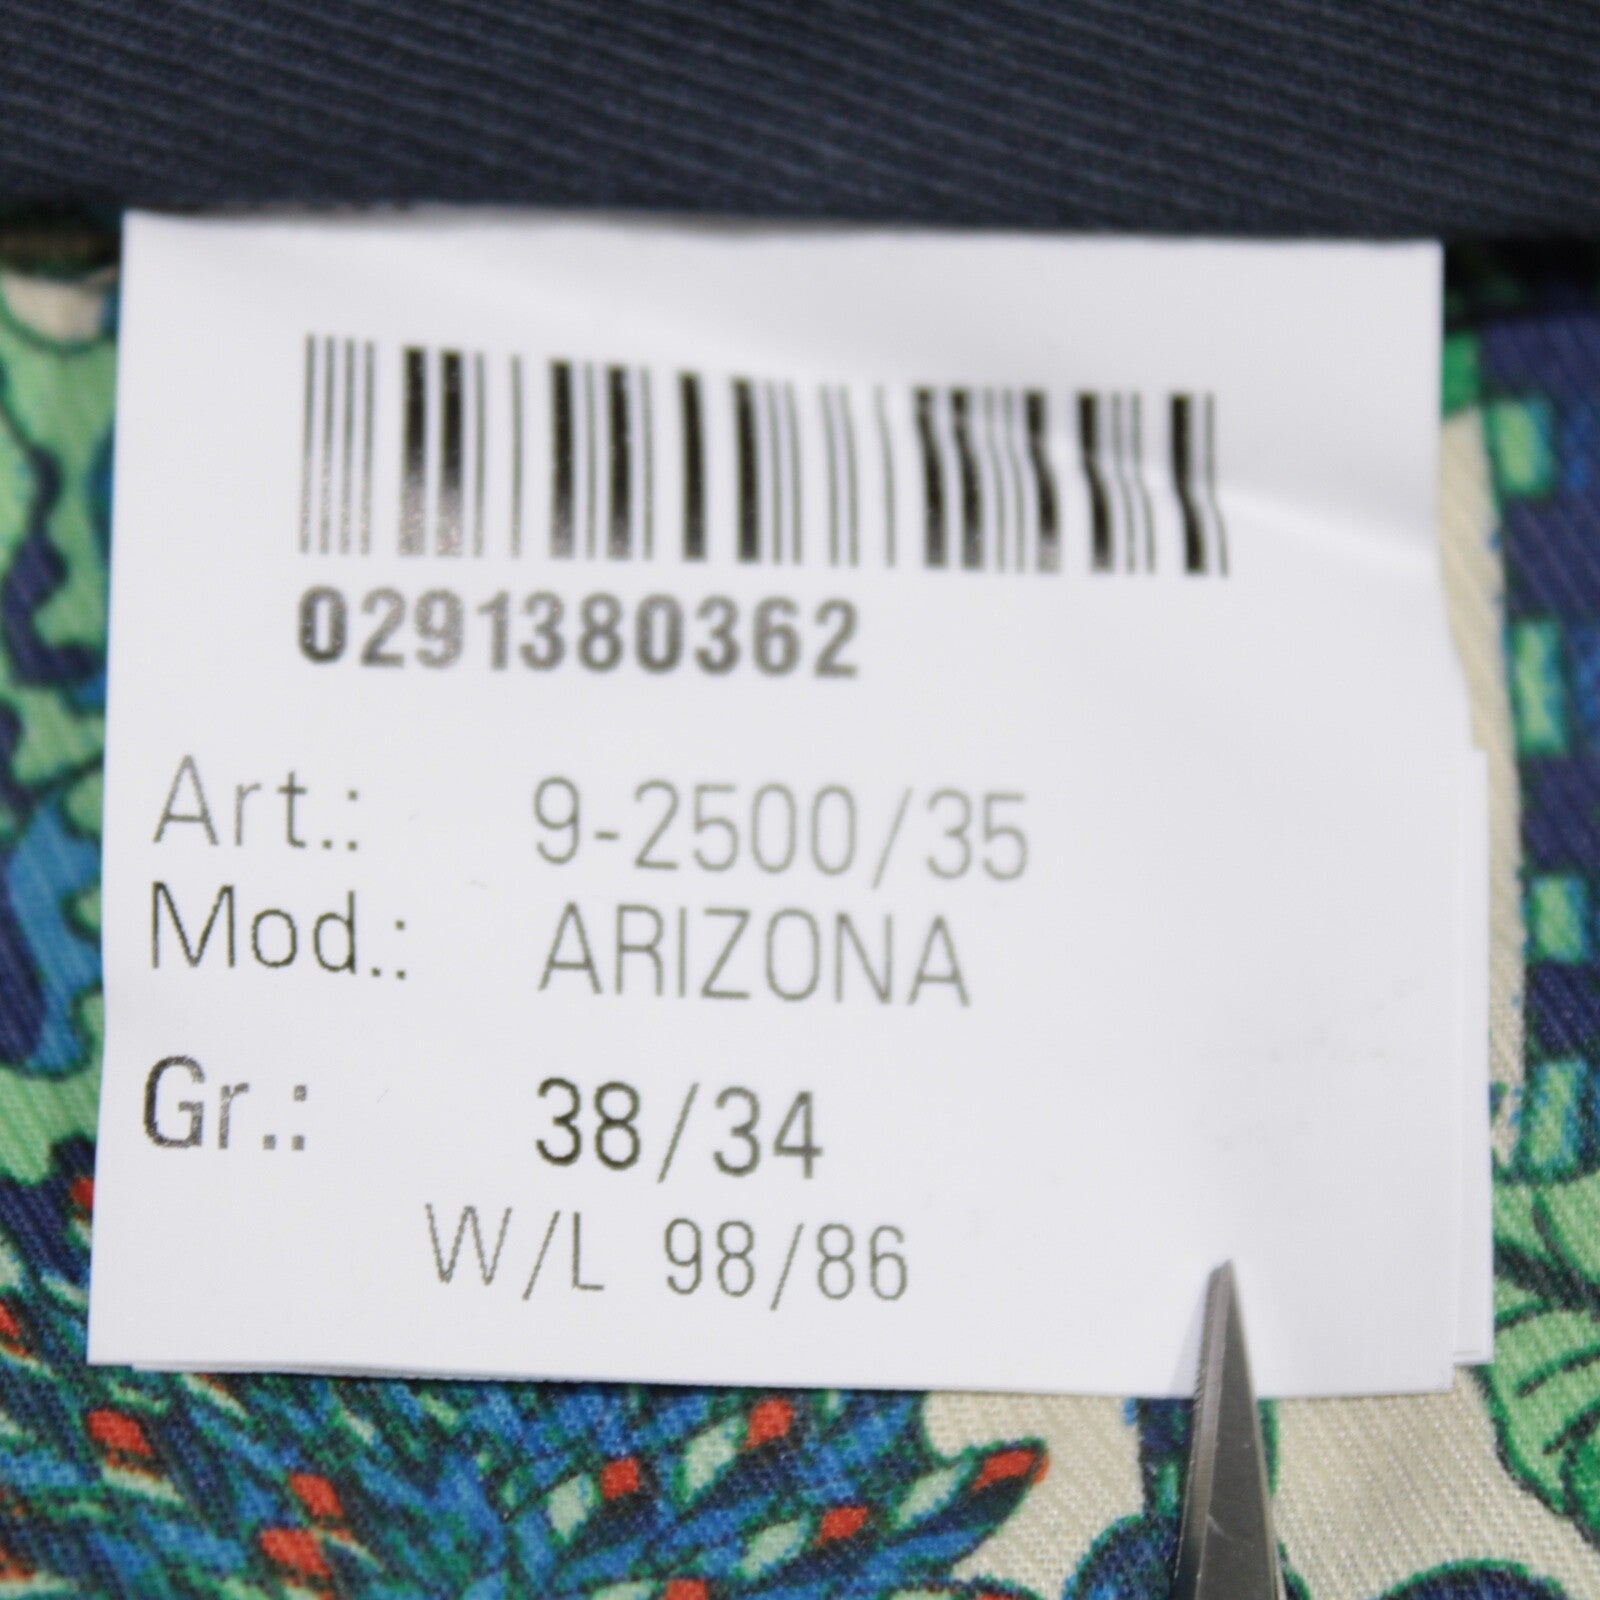 0291380362
Art.: 9-2500/35
Mod.: ARIZONA
Gr.: 38/34
W/L 98/86